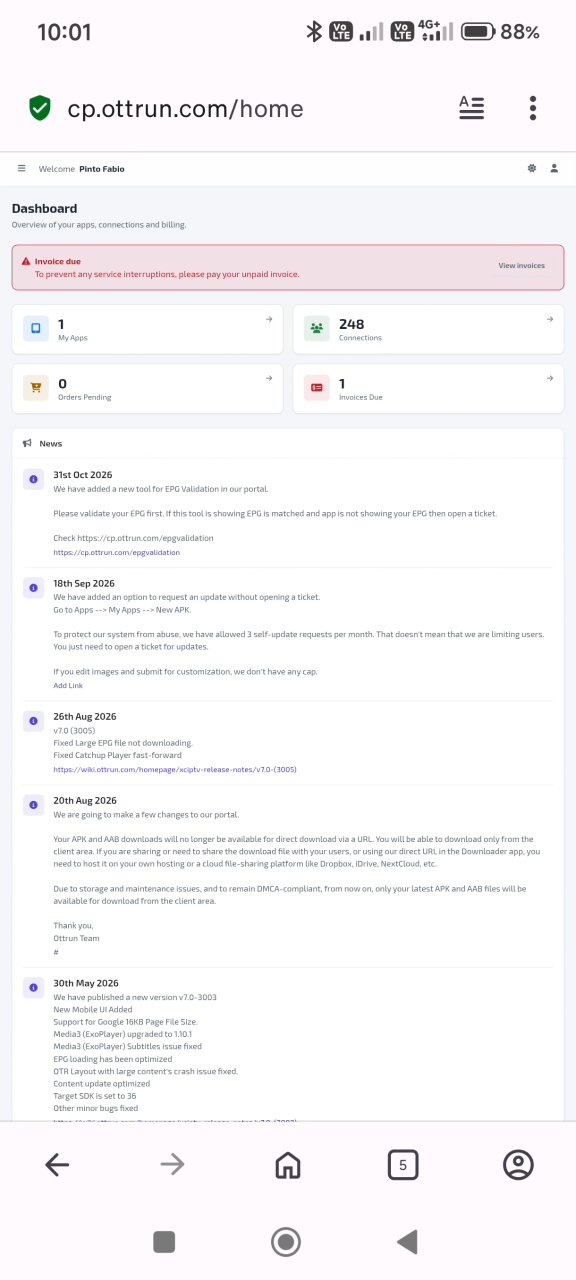 10:01
Vo LTE
Vo LTE
4G+
88%
cp.ottrun.com/home
A
Welcome Pinto Fabio
Dashboard
Overview of your apps, connections and billing.
Invoice due
To prevent any service interruptions, please pay your unpaid invoice.
View invoices
1
My Apps
248
Connections
0
Orders Pending
1
Invoices Due
News
31st Oct 2026
We have added a new tool for EPG Validation in our portal.
Please validate your EPG first. If this tool is showing EPG is matched and app is not showing your EPG then open a ticket.
Check https://cp.ottrun.com/epgvalidation
https://cp.ottrun.com/epgvalidation
18th Sep 2026
We have added an option to request an update without opening a ticket.
Go to Apps --> My Apps --> New APK.
To protect our system from abuse, we have allowed 3 self-update requests per month. That doesn't mean that we are limiting users.
You just need to open a ticket for updates.
If you edit images and submit for customization, we don't have any cap.
Add Link
26th Aug 2026
v7.0 (3005)
Fixed Large EPG file not downloading.
Fixed Catchup Player fast-forward
https://wiki.ottrun.com/homepage/xciptv-release-notes/v7.0-(3005)
20th Aug 2026
We are going to make a few changes to our portal.
Your APK and AAB downloads will no longer be available for direct download via a URL. You will be able to download only from the
client area. If you are sharing or need to share the download file with your users, or using our direct URL in the Downloader app, you
need to host it on your own hosting or a cloud file-sharing platform like Dropbox, iDrive, NextCloud, etc.
Due to storage and maintenance issues, and to remain DMCA-compliant, from now on, only your latest APK and AAB files will be
available for download from the client area.
Thank you,
Ottrun Team
#
30th May 2026
We have published a new version v7.0-3003
New Mobile UI Added
Support for Google 16KB Page File Size.
Media3 (ExoPlayer) upgraded to 1.10.1
Media3 (ExoPlayer) Subtitles issue fixed
EPG loading has been optimized
OTR Layout with large content's crash issue fixed.
Content update optimized
Target SDK is set to 36
Other minor bugs fixed
5